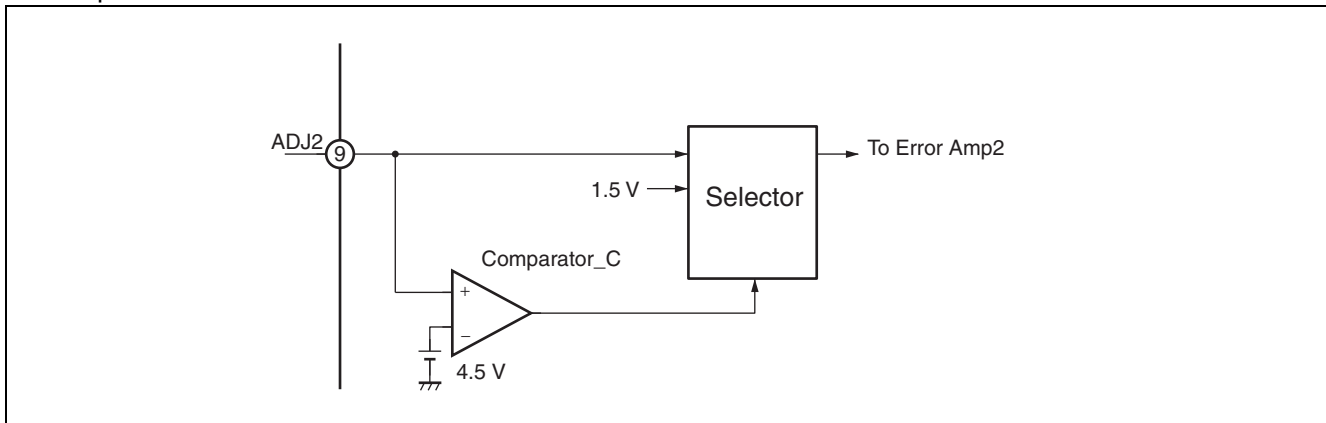 ADJ2
9
To Error Amp2
1.5 V
Selector
Comparator_C
+
−
4.5 V